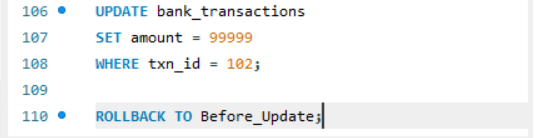 106 UPDATE bank_transactions
107 SET amount = 99999
108 WHERE txn_id = 102;
109
110 ROLLBACK TO Before_Update;